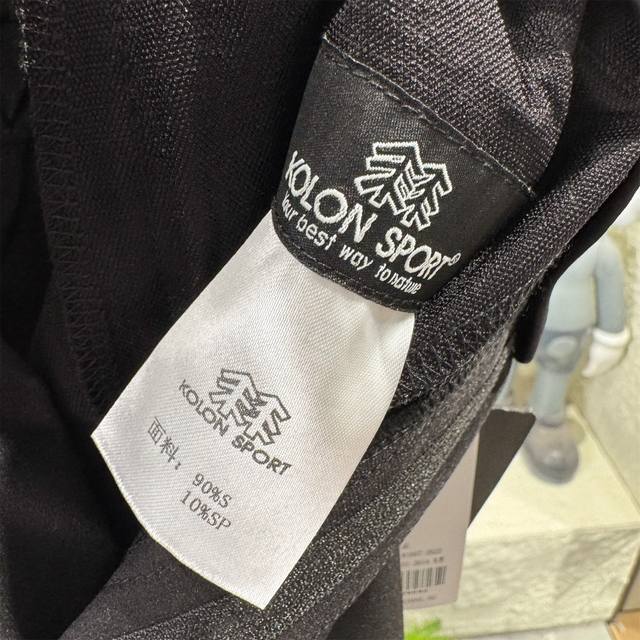 KOLON SPORT®
Your best way to nature
KOLON SPORT
面料：
90%S
10%SP